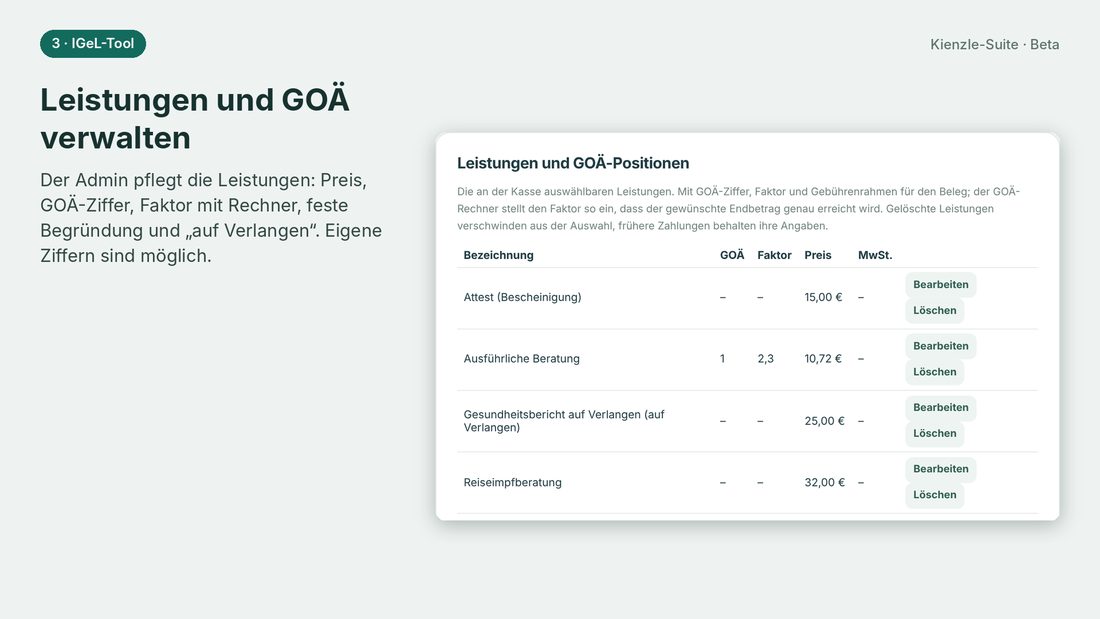 3 · IGeL-Tool
Kienzle-Suite · Beta
Leistungen und GOÄ
verwalten
Der Admin pflegt die Leistungen: Preis,
GOÄ-Ziffer, Faktor mit Rechner, feste
Begründung und „auf Verlangen“. Eigene
Ziffern sind möglich.
Leistungen und GOÄ-Positionen
Die an der Kasse auswählbaren Leistungen. Mit GOÄ-Ziffer, Faktor und Gebührenrahmen für den Beleg; der GOÄ-
Rechner stellt den Faktor so ein, dass der gewünschte Endbetrag genau erreicht wird. Gelöschte Leistungen
verschwinden aus der Auswahl, frühere Zahlungen behalten ihre Angaben.
Bezeichnung GOÄ Faktor Preis MwSt.
Attest (Bescheinigung) – – 15,00 € – Bearbeiten
Löschen
Ausführliche Beratung 1 2,3 10,72 € – Bearbeiten
Löschen
Gesundheitsbericht auf Verlangen (auf
Verlangen) – – 25,00 € – Bearbeiten
Löschen
Reiseimpfberatung – – 32,00 € – Bearbeiten
Löschen